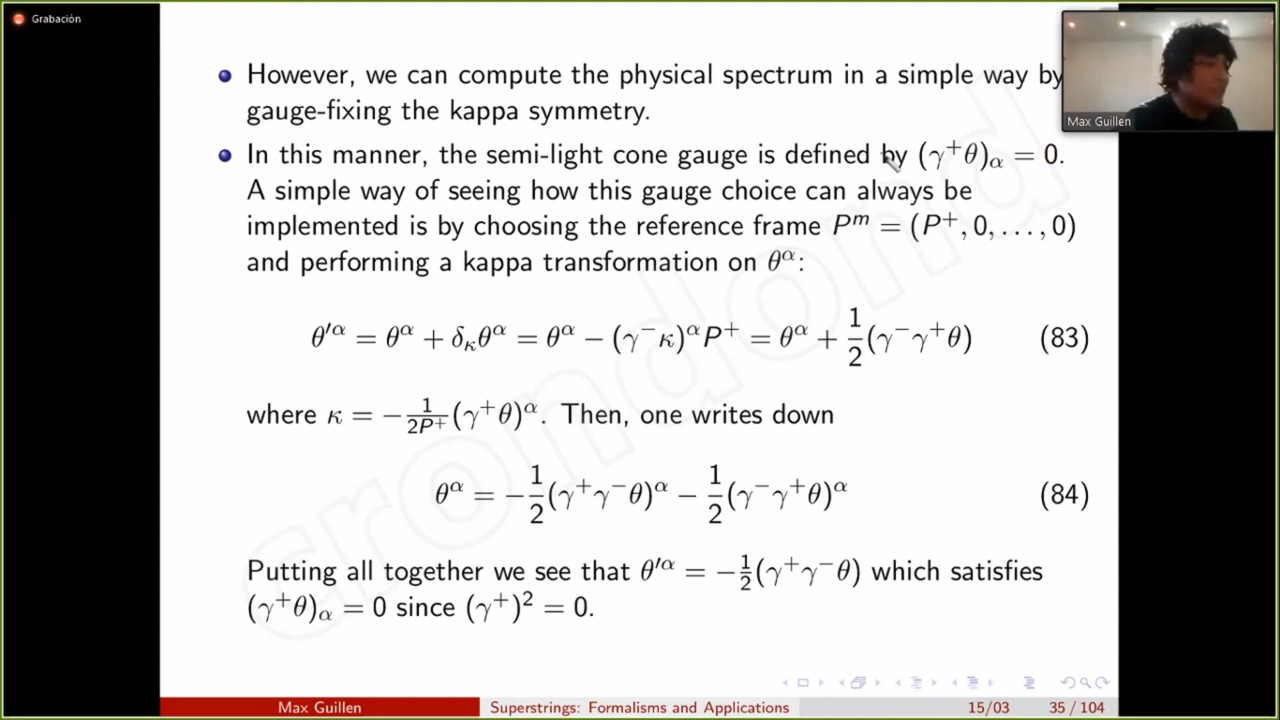 Grabación
However, we can compute the physical spectrum in a simple way by
gauge-fixing the kappa symmetry.
In this manner, the semi-light cone gauge is defined by (γ⁺θ)_α = 0.
A simple way of seeing how this gauge choice can always be
implemented is by choosing the reference frame Pᵐ = (P⁺, 0, . . . , 0)
and performing a kappa transformation on θ^α:
θ′^α = θ^α + δ_κθ^α = θ^α − (γ⁻κ)^αP⁺ = θ^α + 1/2(γ⁻γ⁺θ) (83)
where κ = −1/2P⁺(γ⁺θ)^α. Then, one writes down
θ^α = −1/2(γ⁺γ⁻θ)^α − 1/2(γ⁻γ⁺θ)^α (84)
Putting all together we see that θ′^α = −1/2(γ⁺γ⁻θ) which satisfies
(γ⁺θ)_α = 0 since (γ⁺)² = 0.
Max Guillen
Max Guillen Superstrings: Formalisms and Applications 15/03 35 / 104